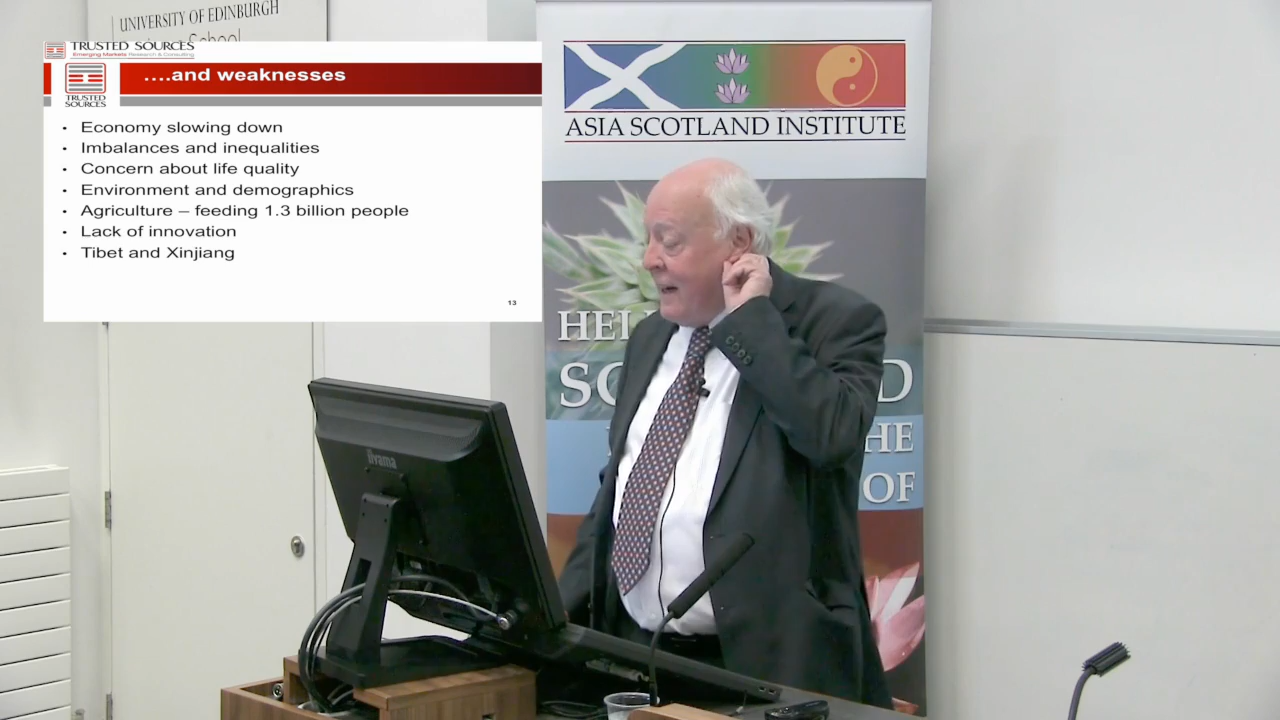 UNIVERSITY OF EDINBURGH
School
TRUSTED SOURCES
Emerging Markets Research & Consulting
TRUSTED
SOURCES
....and weaknesses
• Economy slowing down
• Imbalances and inequalities
• Concern about life quality
• Environment and demographics
• Agriculture – feeding 1.3 billion people
• Lack of innovation
• Tibet and Xinjiang
13
ASIA SCOTLAND INSTITUTE
HE
OF
iiyama